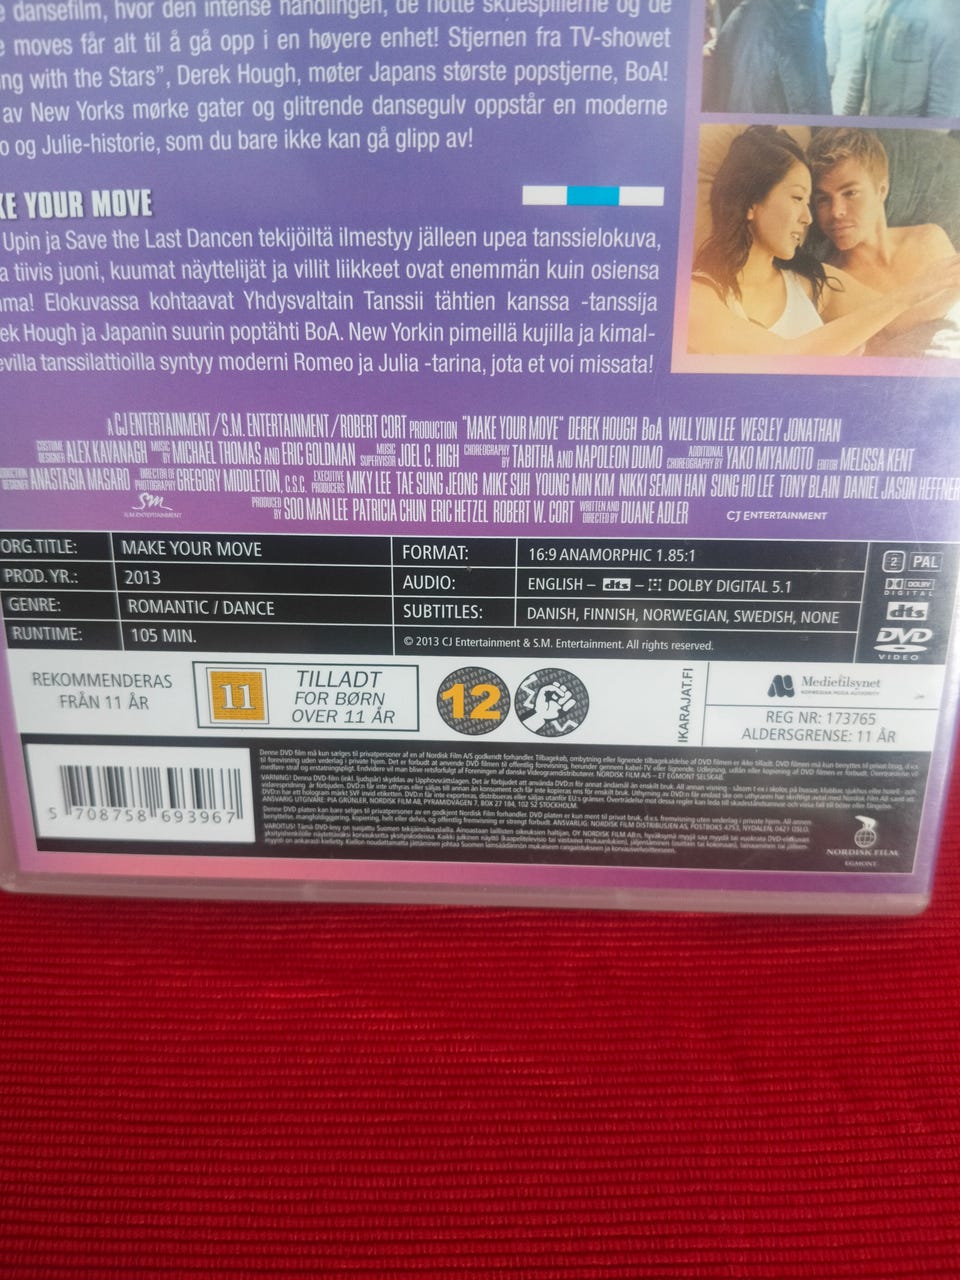 dansefilm, hvor den intense handlingen, de flotte skuespillerne og de
moves får alt til å gå opp i en høyere enhet! Stjernen fra TV-showet
ng with the Stars", Derek Hough, møter Japans største popstjerne, BoA!
av New Yorks mørke gater og glitrende dansegulv oppstår en moderne
o og Julie-historie, som du bare ikke kan gå glipp av!
KE YOUR MOVE
Upin ja Save the Last Dancen tekijöiltä ilmestyy jälleen upea tanssielokuva,
a tiivis juoni, kuumat näyttelijät ja villit liikkeet ovat enemmän kuin osiensa
ma! Elokuvassa kohtaavat Yhdysvaltain Tanssii tähtien kanssa -tanssija
ek Hough ja Japanin suurin poptähti BoA. New Yorkin pimeillä kujilla ja kimal-
evilla tanssilattioilla syntyy moderni Romeo ja Julia -tarina, jota et voi missata!
A CJ ENTERTAINMENT / S.M. ENTERTAINMENT / ROBERT CORT PRODUCTION "MAKE YOUR MOVE" DEREK HOUGH BoA WILL YUN LEE WESLEY JONATHAN
COSTUME DESIGNER ALEX KAVANAGH MUSIC BY MICHAEL THOMAS AND ERIC GOLDMAN MUSIC SUPERVISOR JOEL C. HIGH CHOREOGRAPHY BY TABITHA AND NAPOLEON DUMO ADDITIONAL CHOREOGRAPHY BY YAKO MIYAMOTO EDITOR MELISSA KENT
DESIGNER ANASTASIA MASARO DIRECTOR OF PHOTOGRAPHY GREGORY MIDDLETON, C.S.C. EXECUTIVE PRODUCERS MIKY LEE TAE SUNG JEONG MIKE SUH YOUNG MIN KIM NIKKI SEMIN HAN SUNG HO LEE TONY BLAIN DANIEL JASON HEFFNER
PRODUCED BY SOO MAN LEE PATRICIA CHUN ERIC HETZEL ROBERT W. CORT WRITTEN AND DIRECTED BY DUANE ADLER
sm
S.M.ENTERTAINMENT
CJ ENTERTAINMENT
ORG.TITLE: MAKE YOUR MOVE
PROD. YR.: 2013
GENRE: ROMANTIC / DANCE
RUNTIME: 105 MIN.
FORMAT: 16:9 ANAMORPHIC 1.85:1
AUDIO: ENGLISH – dts – DOLBY DIGITAL 5.1
SUBTITLES: DANISH, FINNISH, NORWEGIAN, SWEDISH, NONE
© 2013 CJ Entertainment & S.M. Entertainment. All rights reserved.
2 PAL
DOLBY
DIGITAL
dts
DVD
VIDEO
REKOMMENDERAS
FRÅN 11 ÅR
11
TILLADT
FOR BØRN
OVER 11 ÅR
12
IKARAJAT.FI
Medietilsynet
NORWEGIAN MEDIA AUTHORITY
REG NR: 173765
ALDERSGRENSE: 11 ÅR
5 708758 693967
NORDISK FILM
EGMONT